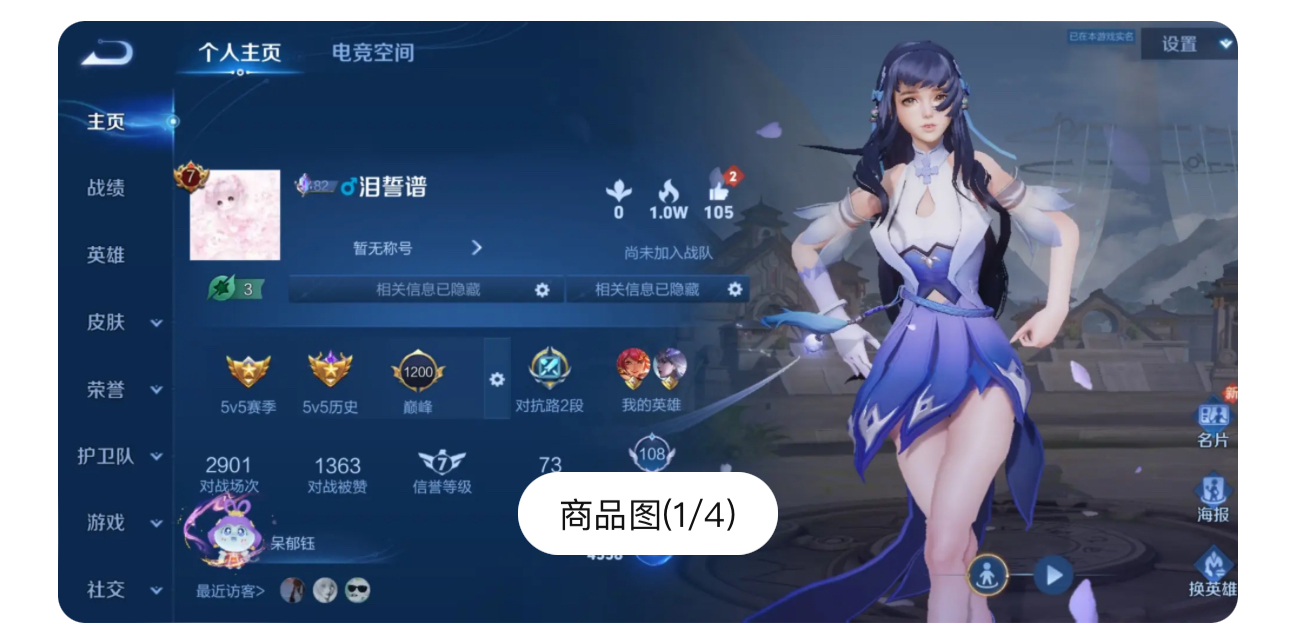 个人主页
电竞空间
已在本游戏实名
设置
主页
战绩
英雄
皮肤
荣誉
护卫队
游戏
社交
7
82
泪誓谱
0
1.0W
2
105
暂无称号
尚未加入战队
3
相关信息已隐藏
相关信息已隐藏
5v5赛季
5v5历史
1200
巅峰
对抗路2段
我的英雄
2901
对战场次
1363
对战被赞
7
信誉等级
73
108
商品图(1/4)
呆郁钰
最近访客>
新
名片
海报
换英雄